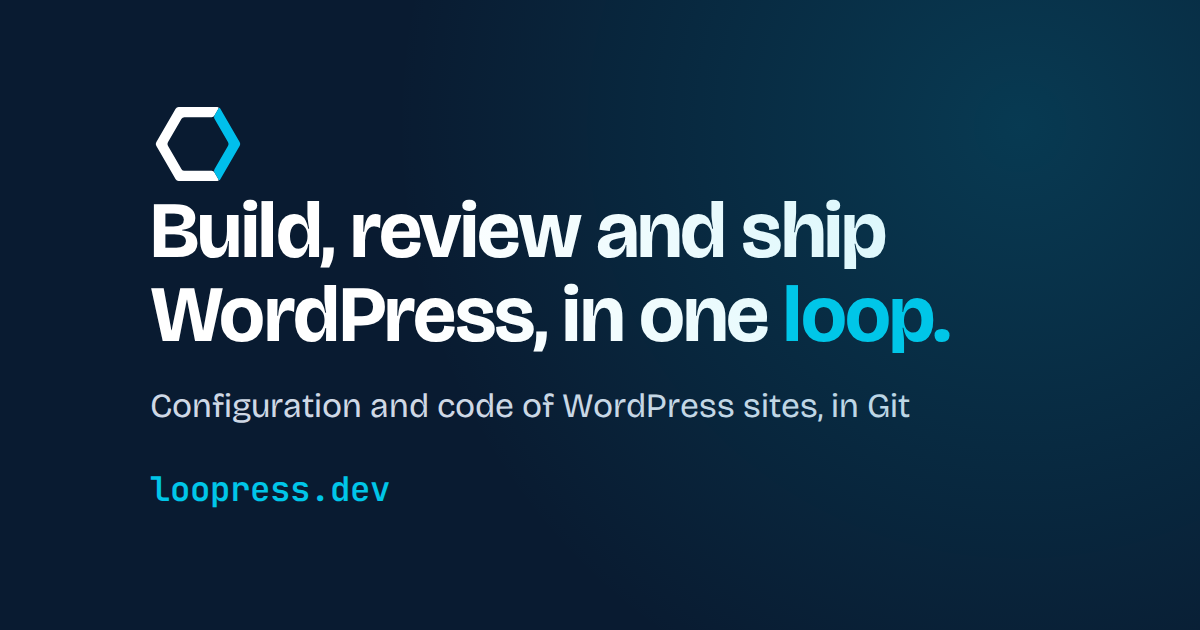 Build, review and ship
WordPress, in one loop.
Configuration and code of WordPress sites, in Git
loopress.dev